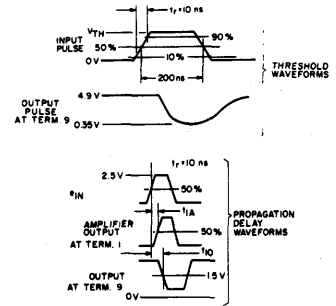 tr=10 ns
VTH
INPUT
PULSE
90%
50%
10%
0V
200ns
THRESHOLD
WAVEFORMS
4.9V
OUTPUT
PULSE
AT TERM. 9
0.35V
tr=10 ns
2.5V
eIN
50%
t1A
AMPLIFIER
OUTPUT
AT TERM. 1
50%
PROPAGATION
DELAY
WAVEFORMS
t1O
OUTPUT
AT TERM. 9
1.5V
0V